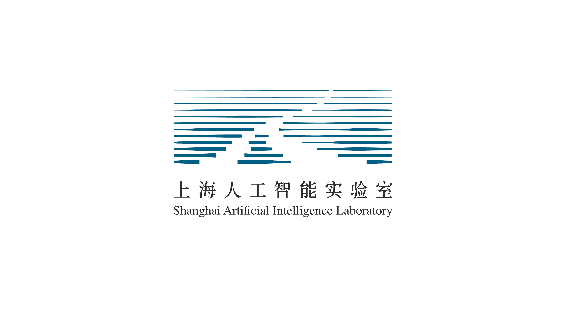 上海人工智能实验室
Shanghai Artificial Intelligence Laboratory